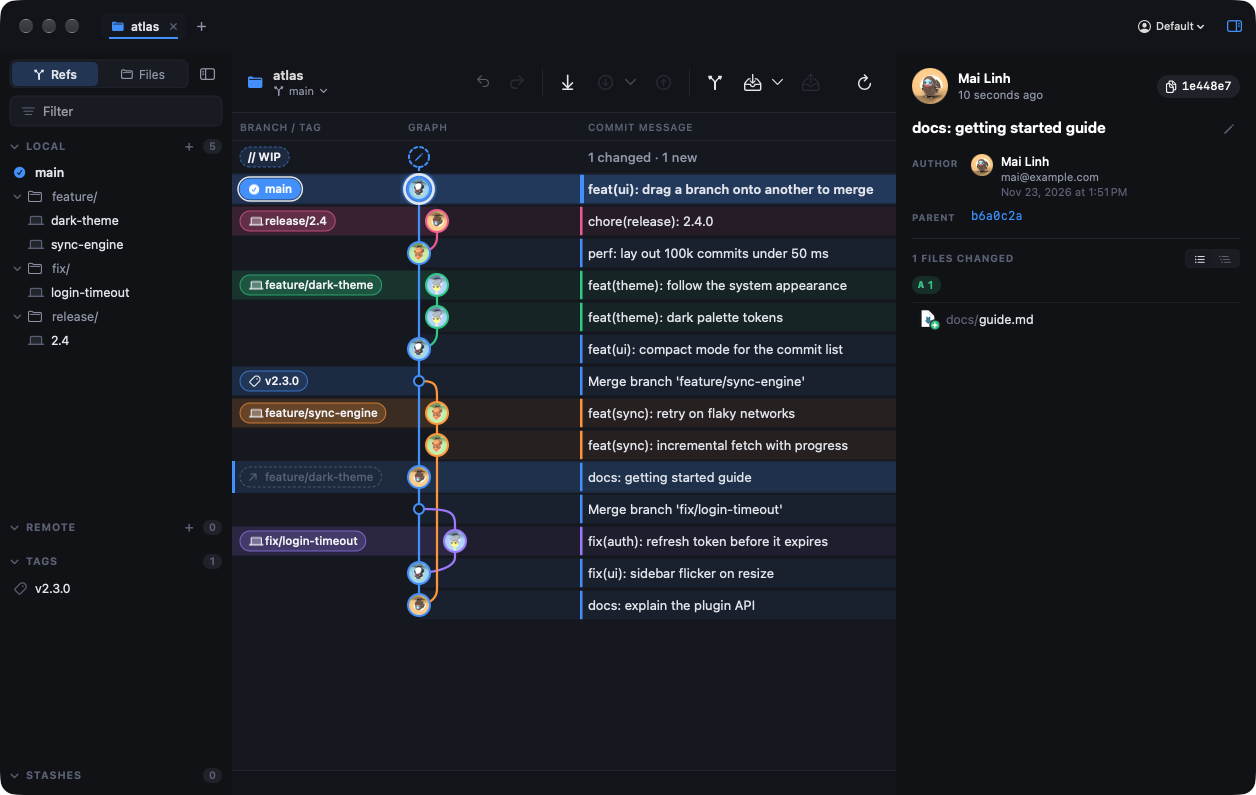 atlas
Default
Refs
Files
Filter
LOCAL
5
main
feature/
dark-theme
sync-engine
fix/
login-timeout
release/
2.4
REMOTE
0
TAGS
1
v2.3.0
STASHES
0
atlas
main
BRANCH / TAG
GRAPH
COMMIT MESSAGE
// WIP
1 changed · 1 new
main
feat(ui): drag a branch onto another to merge
release/2.4
chore(release): 2.4.0
perf: lay out 100k commits under 50 ms
feature/dark-theme
feat(theme): follow the system appearance
feat(theme): dark palette tokens
feat(ui): compact mode for the commit list
v2.3.0
Merge branch 'feature/sync-engine'
feature/sync-engine
feat(sync): retry on flaky networks
feat(sync): incremental fetch with progress
feature/dark-theme
docs: getting started guide
Merge branch 'fix/login-timeout'
fix/login-timeout
fix(auth): refresh token before it expires
fix(ui): sidebar flicker on resize
docs: explain the plugin API
Mai Linh
10 seconds ago
1e448e7
docs: getting started guide
AUTHOR
Mai Linh
mai@example.com
Nov 23, 2026 at 1:51 PM
PARENT
b6a0c2a
1 FILES CHANGED
A 1
docs/guide.md